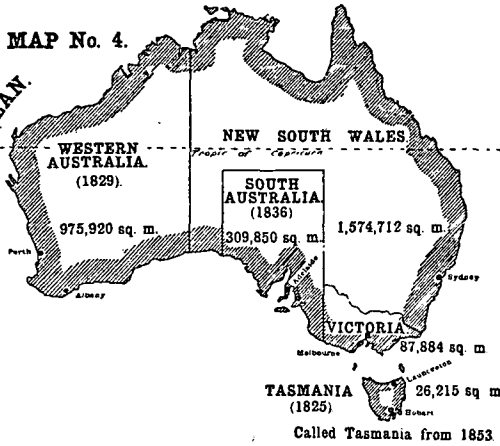 MAP No. 4.
EAN.
NEW SOUTH WALES
WESTERN
AUSTRALIA.
(1829).
Tropic of Capricorn
SOUTH
AUSTRALIA.
(1836)
975,920 sq. m.
309,850 sq. m.
1,574,712 sq. m.
Perth
Adelaide
Sydney
Albany
VICTORIA.
87,884 sq. m.
Melbourne
Launceston
TASMANIA
(1825)
26,215 sq m
Hobart
Called Tasmania from 1853